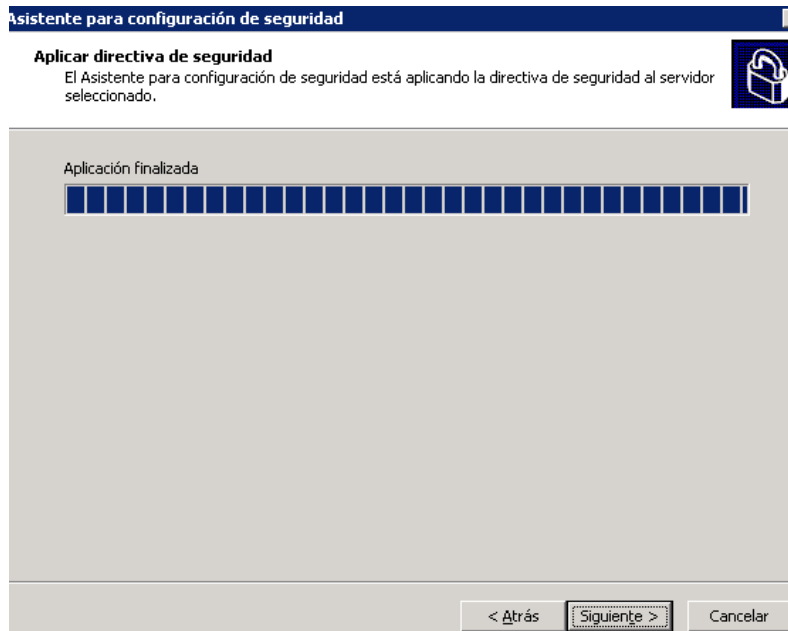 Asistente para configuración de seguridad
Aplicar directiva de seguridad
El Asistente para configuración de seguridad está aplicando la directiva de seguridad al servidor
seleccionado.
Aplicación finalizada
< Atrás Siguiente > Cancelar